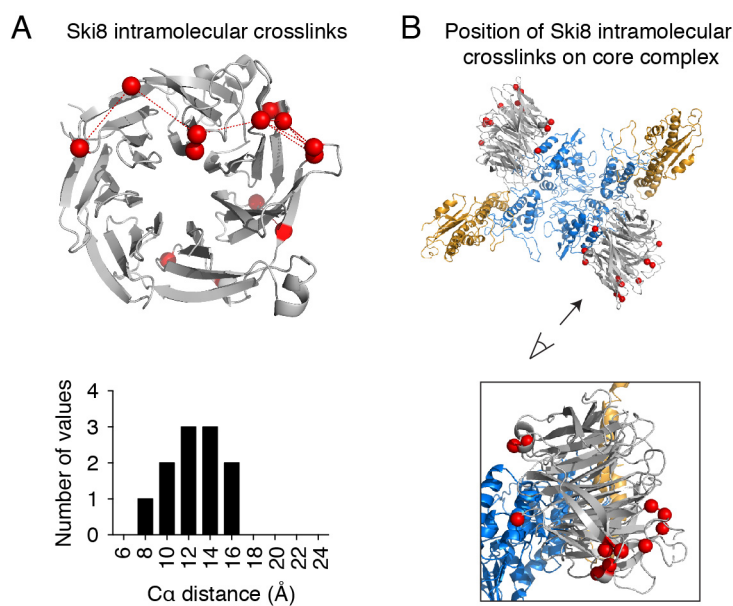 A
Ski8 intramolecular crosslinks
B
Position of Ski8 intramolecular
crosslinks on core complex
Number of values
4
3
2
1
0
6 8 10 12 14 16 18 20 22 24
Cα distance (Å)